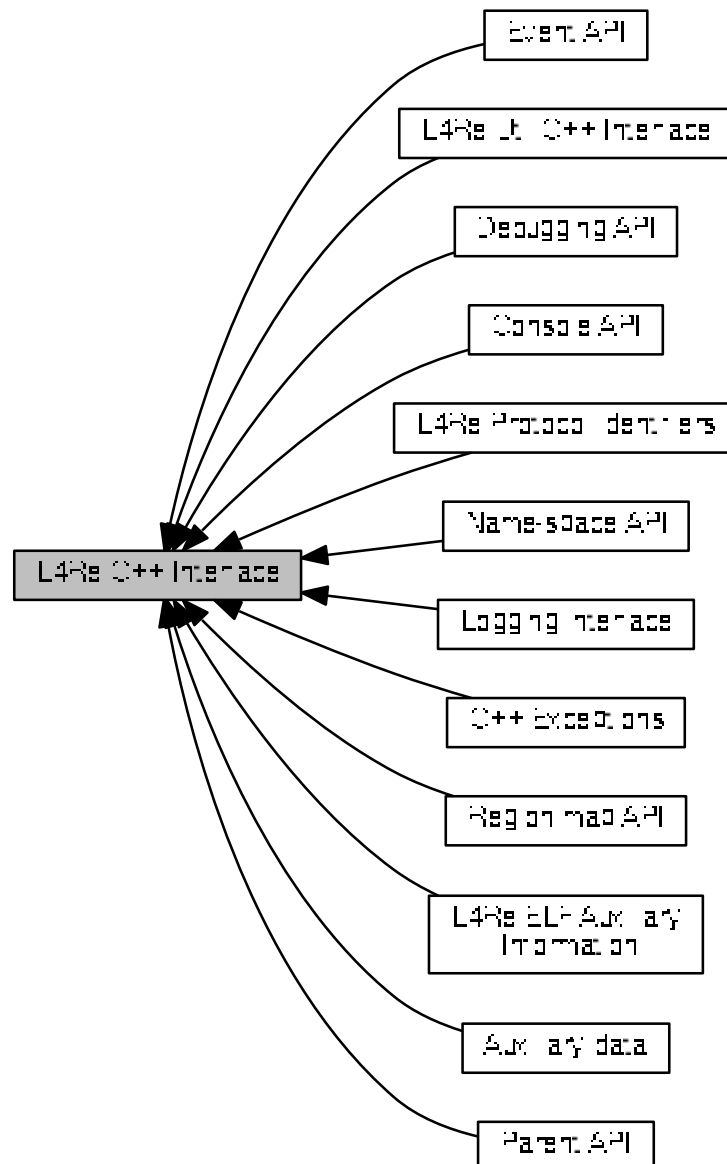 Event API
L4Re Util C++ Interface
Debugging API
Console API
L4Re Protocol identifiers
Name-space API
L4Re C++ Interface
Logging interface
C++ Exceptions
Region map API
L4Re ELF Auxiliary
Information
Auxiliary data
Parent API